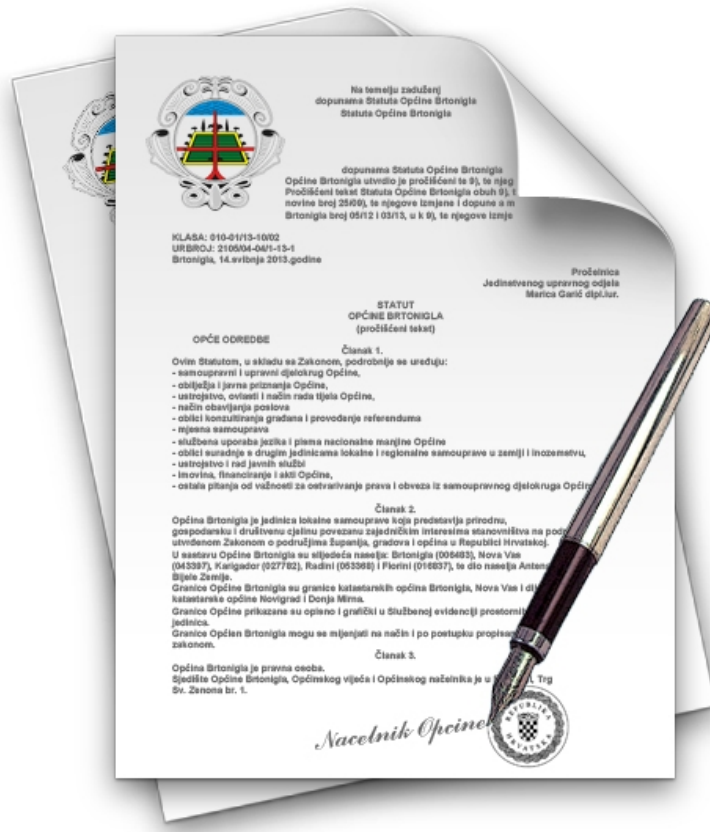 Na temelju zaduženj
dopunama Statuta Općine Brtonigla
Statuta Općine Brtonigla
dopunama Statuta Općine Brtonigla
Općine Brtonigla utvrdio je pročišćeni te 9), te njeg
Pročišćeni tekst Statuta Općine Brtonigla obuh 9), t
novine broj 25/09), te njegove izmjene i dopune a m
Brtonigla broj 05/12 i 03/13, u k 9), te njegove izmje
KLASA: 010-01/13-10/02
URBROJ: 2105/04-04/1-13-1
Brtonigla, 14.svibnja 2013.godine
Pročelnica
Jedinstvenog upravnog odjela
Marica Garić dipl.iur.
STATUT
OPĆINE BRTONIGLA
(pročišćeni tekst)
OPĆE ODREDBE
Članak 1.
Ovim Statutom, u skladu sa Zakonom, podrobnije se uređuju:
- samoupravni i upravni djelokrug Općine,
- obilježja i javna priznanja Općine,
- ustrojstvo, ovlasti i način rada tijela Općine,
- način obavljanja poslova
- oblici konzultiranja građana i provođenje referenduma
- mjesna samouprava
- službena uporaba jezika i pisma nacionalne manjine Općine
- oblici suradnje s drugim jedinicama lokalne i regionalne samouprave u zemlji i inozemstvu,
- ustrojstvo i rad javnih službi
- imovina, financiranje i akti Općine,
- ostala pitanja od važnosti za ostvarivanje prava i obveza iz samoupravnog djelokruga Općin
Članak 2.
Općina Brtonigla je jedinica lokalne samouprave koja predstavlja prirodnu,
gospodarsku i društvenu cjelinu povezanu zajedničkim interesima stanovništva na podr
utvrđenom Zakonom o područjima županija, gradova i općina u Republici Hrvatskoj.
U sastavu Općine Brtonigla su slijedeća naselja: Brtonigla (006483), Nova Vas
(043397), Karigador (027782), Radini (053368) i Fiorini (016837), te dio naselja Anteno
Bijele Zemlje.
Granice Općine Brtonigla su granice katastarskih općina Brtonigla, Nova Vas i dij
katastarske općine Novigrad i Donja Mirna.
Granice Općine prikazane su opisno i grafički u Službenoj evidenciji prostornih
jedinica.
Granice Općien Brtonigla mogu se mijenjati na način i po postupku propisan
zakonom.
Članak 3.
Općina Brtonigla je pravna osoba.
Sjedište Općine Brtonigla, Općinskog vijeća i Općinskog načelnika je u Trg
Sv. Zenona br. 1.
Nacelnik Opcine
REPUBLIKA
HRVATSKA